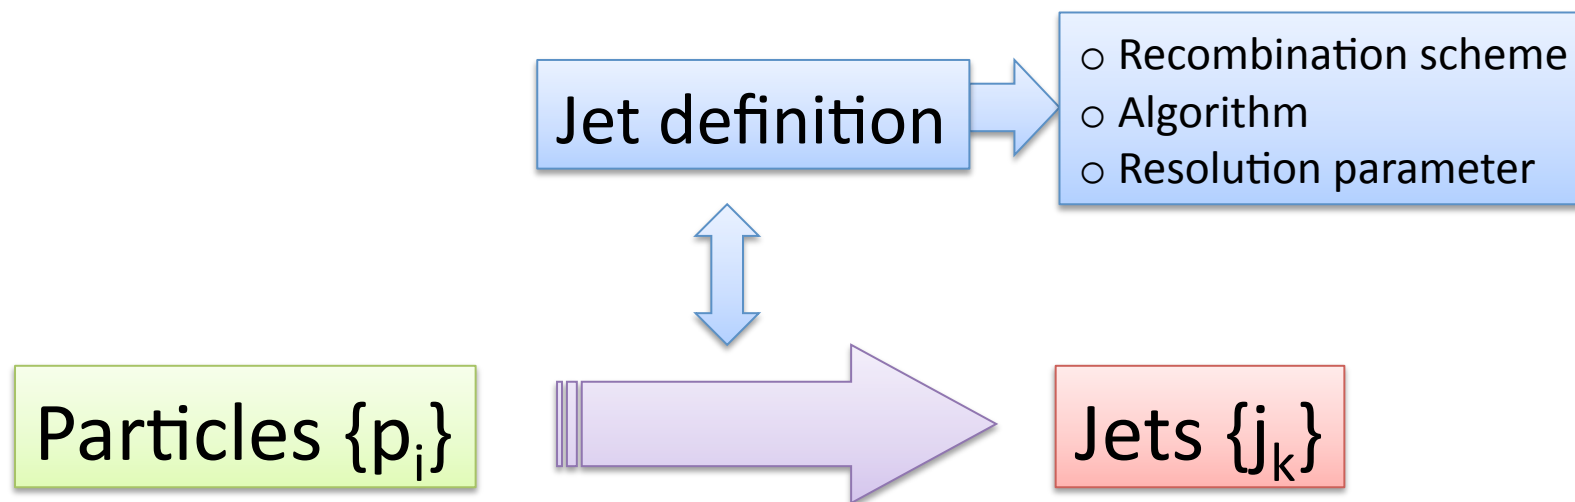 Jet definition
○ Recombination scheme
○ Algorithm
○ Resolution parameter
Particles {pᵢ}
Jets {jₖ}